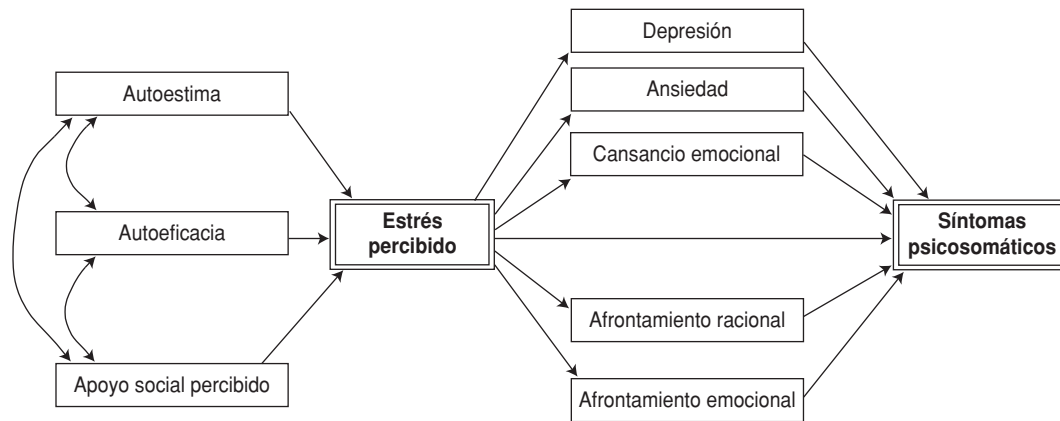 Depresión
Autoestima
Ansiedad
Cansancio emocional
Autoeficacia
Estrés
percibido
Síntomas
psicosomáticos
Afrontamiento racional
Apoyo social percibido
Afrontamiento emocional